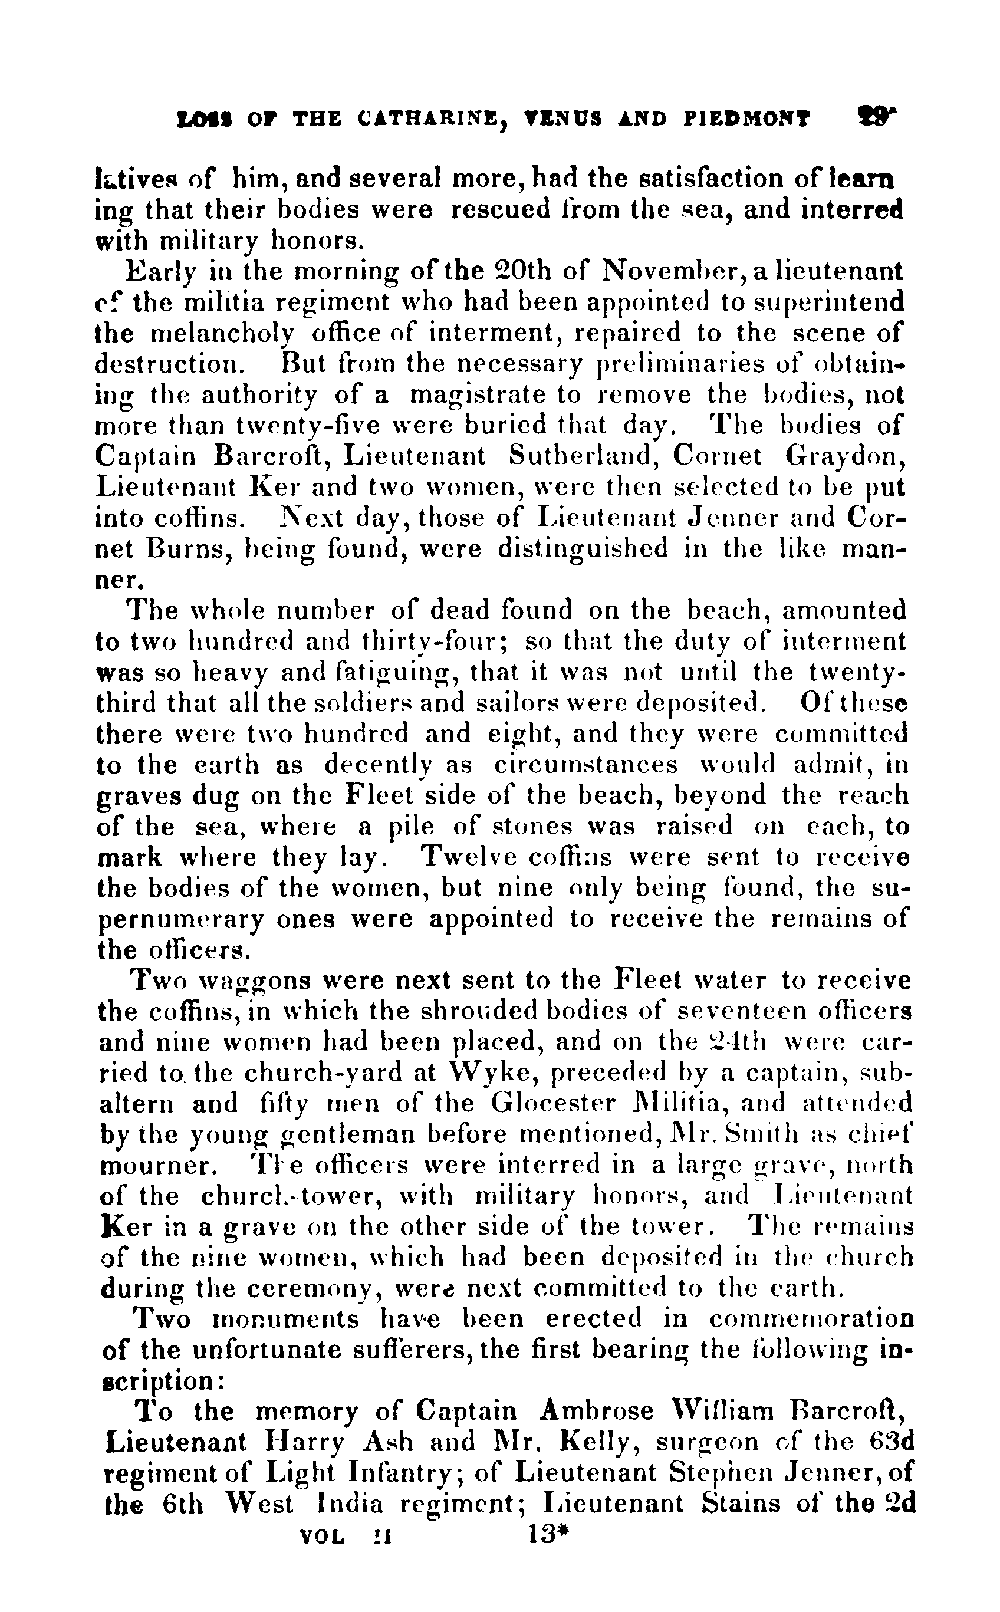 LOSS OF THE CATHARINE, VENUS AND PIEDMONT 29
latives of him, and several more, had the satisfaction of learn
ing that their bodies were rescued from the sea, and interred
with military honors.
Early in the morning of the 20th of November, a lieutenant
of the militia regiment who had been appointed to superintend
the melancholy office of interment, repaired to the scene of
destruction. But from the necessary preliminaries of obtain-
ing the authority of a magistrate to remove the bodies, not
more than twenty-five were buried that day. The bodies of
Captain Barcroft, Lieutenant Sutherland, Cornet Graydon,
Lieutenant Ker and two women, were then selected to be put
into coffins. Next day, those of Lieutenant Jenner and Cor-
net Burns, being found, were distinguished in the like man-
ner.
The whole number of dead found on the beach, amounted
to two hundred and thirty-four; so that the duty of interment
was so heavy and fatiguing, that it was not until the twenty-
third that all the soldiers and sailors were deposited. Of these
there were two hundred and eight, and they were committed
to the earth as decently as circumstances would admit, in
graves dug on the Fleet side of the beach, beyond the reach
of the sea, where a pile of stones was raised on each, to
mark where they lay. Twelve coffins were sent to receive
the bodies of the women, but nine only being found, the su-
pernumerary ones were appointed to receive the remains of
the officers.
Two waggons were next sent to the Fleet water to receive
the coffins, in which the shrouded bodies of seventeen officers
and nine women had been placed, and on the 24th were car-
ried to the church-yard at Wyke, preceded by a captain, sub-
altern and fifty men of the Glocester Militia, and attended
by the young gentleman before mentioned, Mr. Smith as chief
mourner. The officers were interred in a large grave, north
of the church-tower, with military honors, and Lieutenant
Ker in a grave on the other side of the tower. The remains
of the nine women, which had been deposited in the church
during the ceremony, were next committed to the earth.
Two monuments have been erected in commemoration
of the unfortunate sufferers, the first bearing the following in-
scription:
To the memory of Captain Ambrose William Barcroft,
Lieutenant Harry Ash and Mr. Kelly, surgeon of the 63d
regiment of Light Infantry; of Lieutenant Stephen Jenner, of
the 6th West India regiment; Lieutenant Stains of the 2d
VOL II 13*